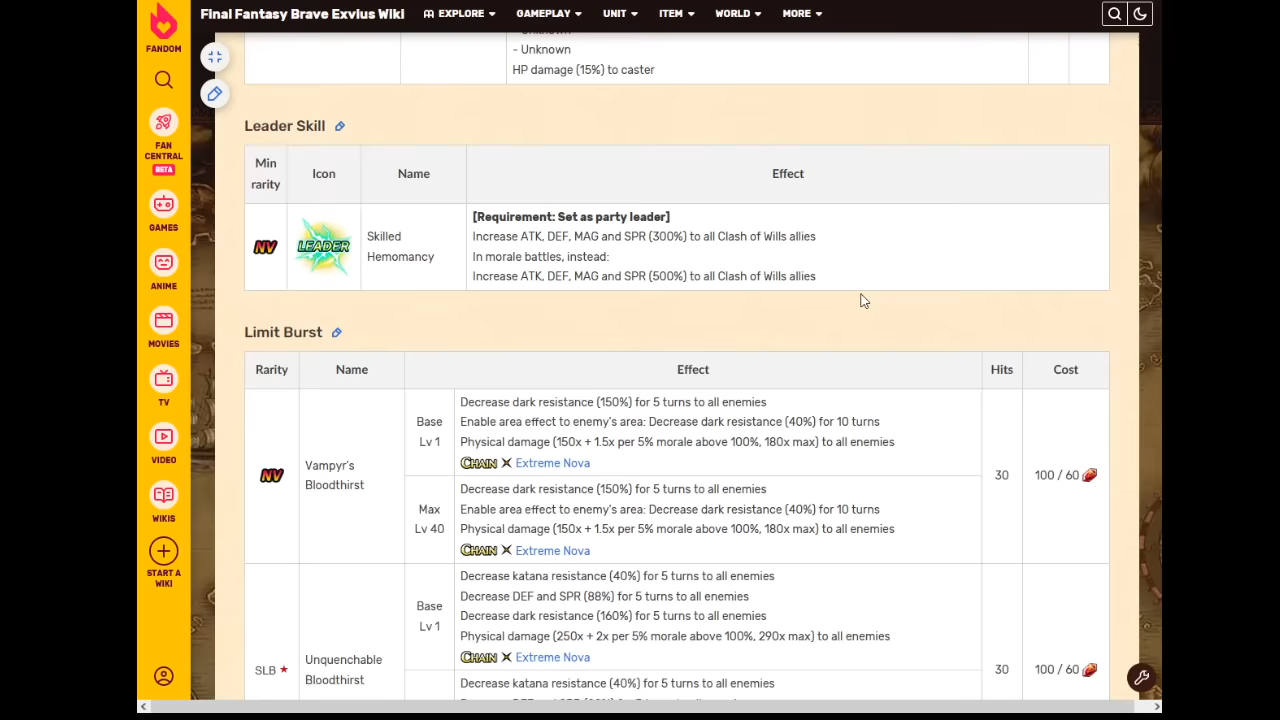 Final Fantasy Brave Exvius Wiki
EXPLORE
GAMEPLAY
UNIT
ITEM
WORLD
MORE
FANDOM
FAN
CENTRAL
BETA
GAMES
ANIME
MOVIES
TV
VIDEO
WIKIS
START A
WIKI
- Unknown
- Unknown
HP damage (15%) to caster
Leader Skill
Min
rarity
Icon
Name
Effect
NV
LEADER
Skilled
Hemomancy
[Requirement: Set as party leader]
Increase ATK, DEF, MAG and SPR (300%) to all Clash of Wills allies
In morale battles, instead:
Increase ATK, DEF, MAG and SPR (500%) to all Clash of Wills allies
Limit Burst
Rarity
Name
Effect
Hits
Cost
NV
Vampyr's
Bloodthirst
Base
Lv 1
Decrease dark resistance (150%) for 5 turns to all enemies
Enable area effect to enemy's area: Decrease dark resistance (40%) for 10 turns
Physical damage (150x + 1.5x per 5% morale above 100%, 180x max) to all enemies
CHAIN Extreme Nova
Max
Lv 40
Decrease dark resistance (150%) for 5 turns to all enemies
Enable area effect to enemy's area: Decrease dark resistance (40%) for 10 turns
Physical damage (150x + 1.5x per 5% morale above 100%, 180x max) to all enemies
CHAIN Extreme Nova
30
100 / 60
SLB ★
Unquenchable
Bloodthirst
Base
Lv 1
Decrease katana resistance (40%) for 5 turns to all enemies
Decrease DEF and SPR (88%) for 5 turns to all enemies
Decrease dark resistance (160%) for 5 turns to all enemies
Physical damage (250x + 2x per 5% morale above 100%, 290x max) to all enemies
CHAIN Extreme Nova
Decrease katana resistance (40%) for 5 turns to all enemies
30
100 / 60